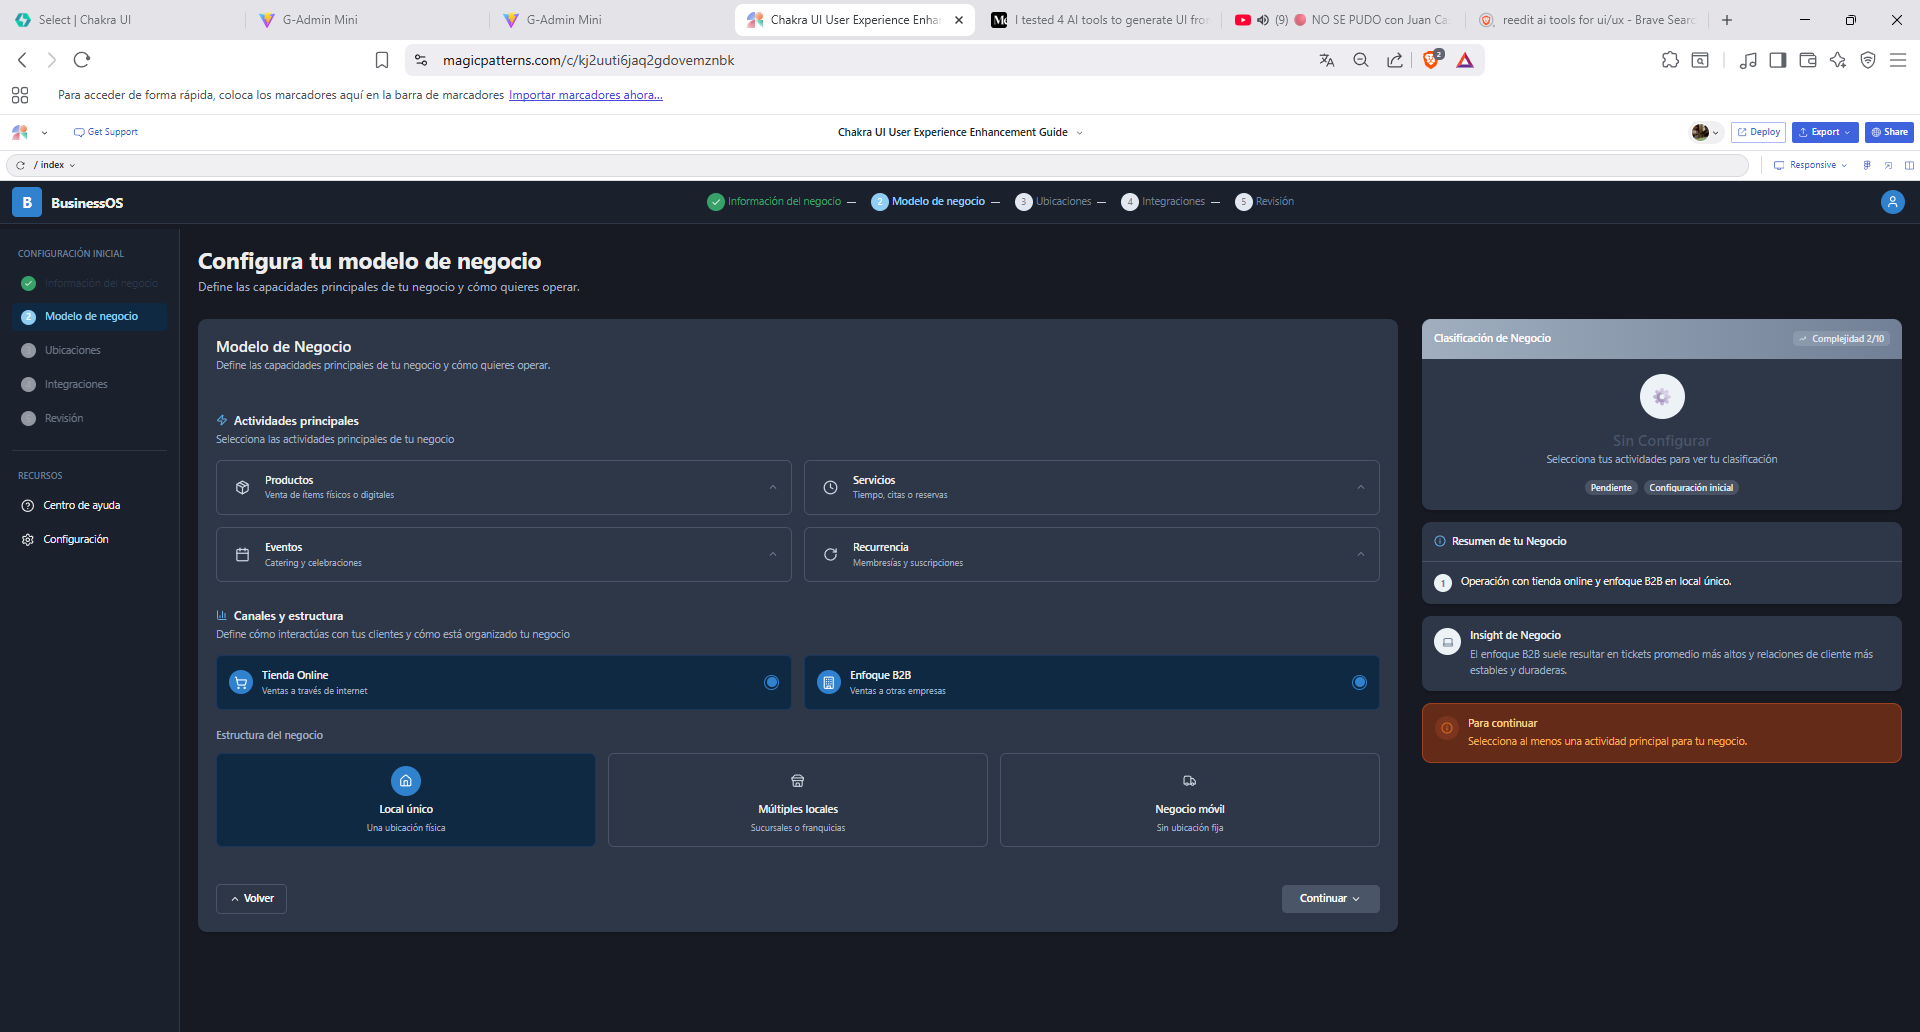 Select | Chakra UI
G-Admin Mini
G-Admin Mini
Chakra UI User Experience Enha
I tested 4 AI tools to generate UI from
(9) 🔴 NO SE PUDO con Juan Ca
reedit ai tools for ui/ux - Brave Sear
magicpatterns.com/c/kj2uuti6jaq2gdovemznbk
2
Para acceder de forma rápida, coloca los marcadores aquí en la barra de marcadores Importar marcadores ahora...
Get Support
Chakra UI User Experience Enhancement Guide
Deploy
Export
Share
/ index
Responsive
B BusinessOS
Información del negocio
2 Modelo de negocio
3 Ubicaciones
4 Integraciones
5 Revisión
CONFIGURACIÓN INICIAL
Información del negocio
2 Modelo de negocio
Ubicaciones
Integraciones
Revisión
RECURSOS
Centro de ayuda
Configuración
Configura tu modelo de negocio
Define las capacidades principales de tu negocio y cómo quieres operar.
Modelo de Negocio
Define las capacidades principales de tu negocio y cómo quieres operar.
Actividades principales
Selecciona las actividades principales de tu negocio
Productos
Venta de ítems físicos o digitales
Servicios
Tiempo, citas o reservas
Eventos
Catering y celebraciones
Recurrencia
Membresías y suscripciones
Canales y estructura
Define cómo interactúas con tus clientes y cómo está organizado tu negocio
Tienda Online
Ventas a través de internet
Enfoque B2B
Ventas a otras empresas
Estructura del negocio
Local único
Una ubicación física
Múltiples locales
Sucursales o franquicias
Negocio móvil
Sin ubicación fija
Volver
Continuar
Clasificación de Negocio
Complejidad 2/10
Sin Configurar
Selecciona tus actividades para ver tu clasificación
Pendiente
Configuración inicial
Resumen de tu Negocio
1 Operación con tienda online y enfoque B2B en local único.
Insight de Negocio
El enfoque B2B suele resultar en tickets promedio más altos y relaciones de cliente más
estables y duraderas.
Para continuar
Selecciona al menos una actividad principal para tu negocio.